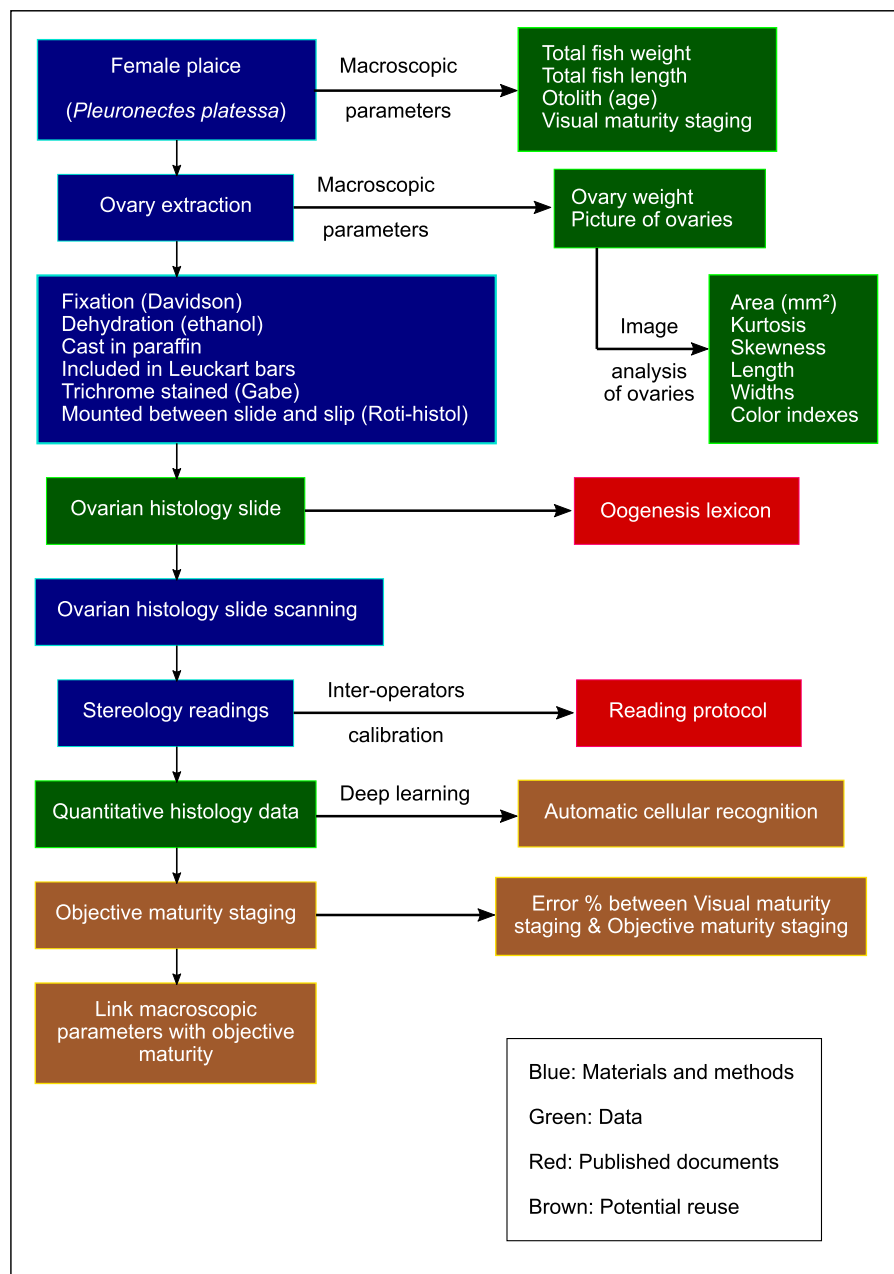 Female plaice
(Pleuronectes platessa)
Macroscopic
parameters
Total fish weight
Total fish length
Otolith (age)
Visual maturity staging
Ovary extraction
Macroscopic
parameters
Ovary weight
Picture of ovaries
Fixation (Davidson)
Dehydration (ethanol)
Cast in paraffin
Included in Leuckart bars
Trichrome stained (Gabe)
Mounted between slide and slip (Roti-histol)
Image
analysis
of ovaries
Area (mm²)
Kurtosis
Skewness
Length
Widths
Color indexes
Ovarian histology slide
Oogenesis lexicon
Ovarian histology slide scanning
Stereology readings
Inter-operators
calibration
Reading protocol
Quantitative histology data
Deep learning
Automatic cellular recognition
Objective maturity staging
Error % between Visual maturity
staging & Objective maturity staging
Link macroscopic
parameters with objective
maturity
Blue: Materials and methods
Green: Data
Red: Published documents
Brown: Potential reuse